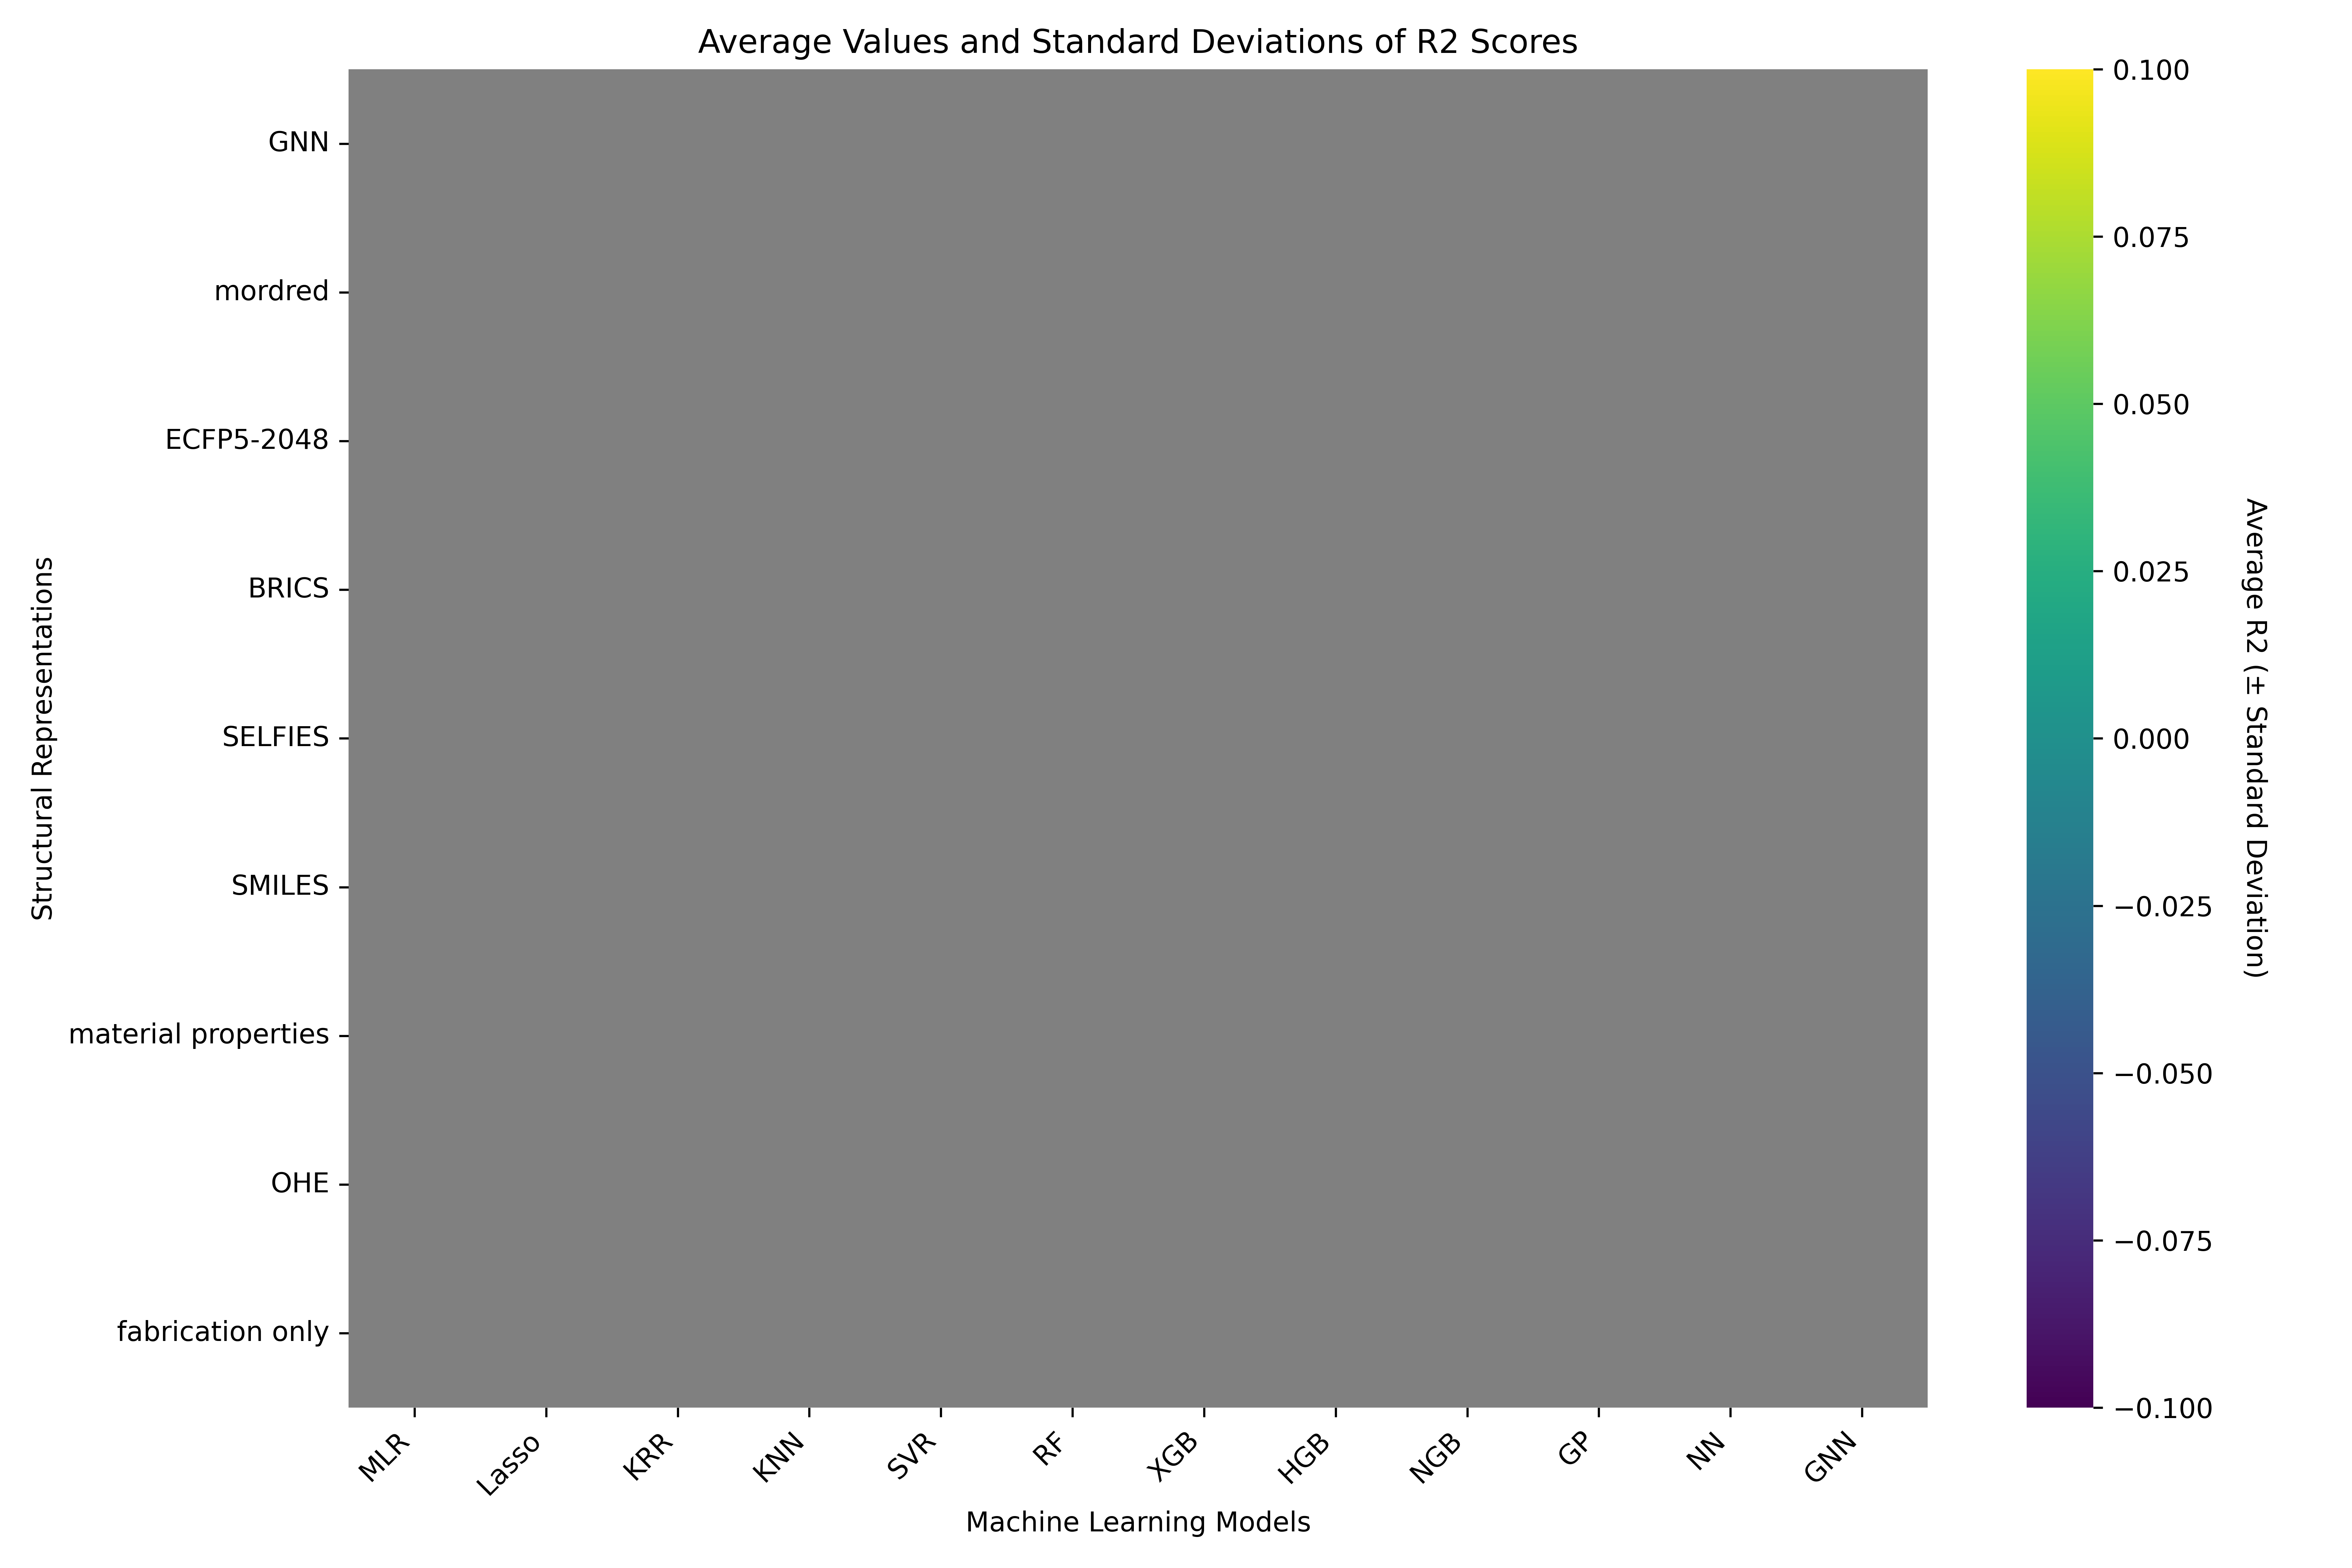 Average Values and Standard Deviations of R2 Scores
Structural Representations
GNN
mordred
ECFP5-2048
BRICS
SELFIES
SMILES
material properties
OHE
fabrication only
MLR
Lasso
KRR
KNN
SVR
RF
XGB
HGB
NGB
GP
NN
GNN
Machine Learning Models
0.100
0.075
0.050
0.025
0.000
−0.025
−0.050
−0.075
−0.100
Average R2 (± Standard Deviation)